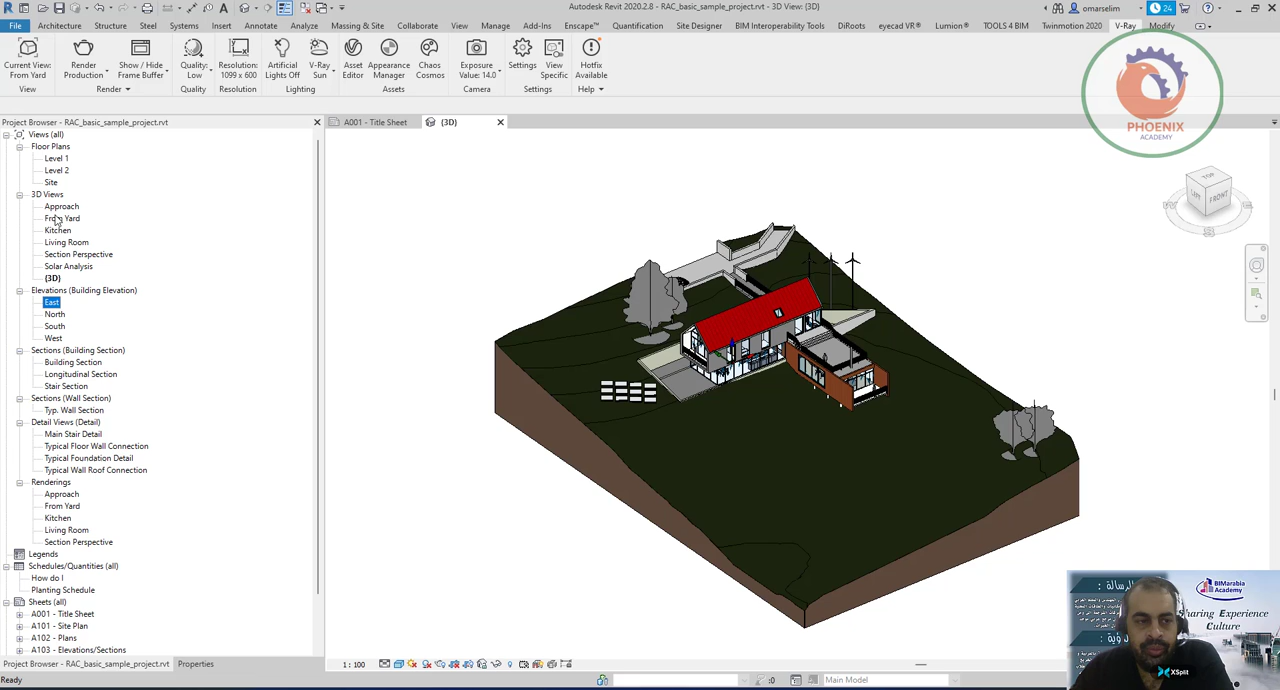 Autodesk Revit 2020.2.8 - RAC_basic_sample_project.rvt - 3D View: {3D}
omarselim
24
File Architecture Structure Steel Systems Insert Annotate Analyze Massing & Site Collaborate View Manage Add-Ins Enscape™ Quantification Site Designer BIM Interoperability Tools DiRoots eyecad VR® Lumion® TOOLS 4 BIM Twinmotion 2020 V-Ray Modify
Current View:
From Yard
Render
Production
Show / Hide
Frame Buffer
Quality:
Low
Resolution:
1099 x 600
Artificial
Lights Off
V-Ray
Sun
Asset
Editor
Appearance
Manager
Chaos
Cosmos
Exposure
Value: 14.0
Settings
View
Specific
Hotfix
Available
View Render Quality Resolution Lighting Assets Camera Settings Help
PHOENIX
ACADEMY
Project Browser - RAC_basic_sample_project.rvt
A001 - Title Sheet
{3D}
Views (all)
Floor Plans
Level 1
Level 2
Site
3D Views
Approach
From Yard
Kitchen
Living Room
Section Perspective
Solar Analysis
{3D}
Elevations (Building Elevation)
East
North
South
West
Sections (Building Section)
Building Section
Longitudinal Section
Stair Section
Sections (Wall Section)
Typ. Wall Section
Detail Views (Detail)
Main Stair Detail
Typical Floor Wall Connection
Typical Foundation Detail
Typical Wall Roof Connection
Renderings
Approach
From Yard
Kitchen
Living Room
Section Perspective
Legends
Schedules/Quantities (all)
How do I
Planting Schedule
Sheets (all)
A001 - Title Sheet
A101 - Site Plan
A102 - Plans
A103 - Elevations/Sections
Project Browser - RAC_basic_sample_project.rvt
Properties
1 : 100
Ready
:0
Main Model
TOP
FRONT
BIMarabia
Academy
Sharing Experience
Culture
XSplit